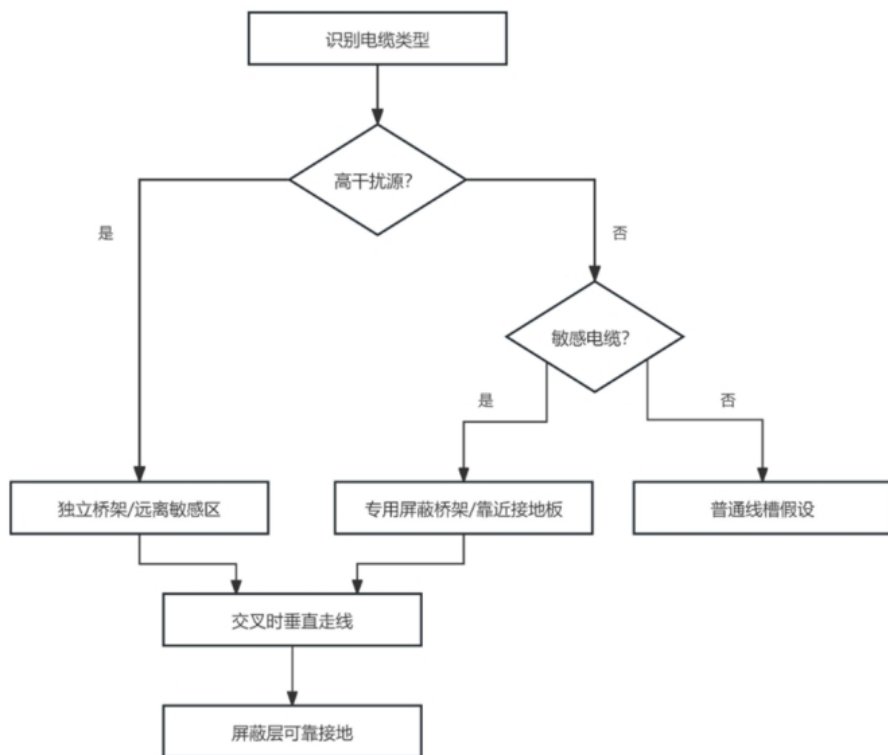 识别电缆类型
高干扰源?
是
否
敏感电缆?
是
否
独立桥架/远离敏感区
专用屏蔽桥架/靠近接地板
普通线槽假设
交叉时垂直走线
屏蔽层可靠接地